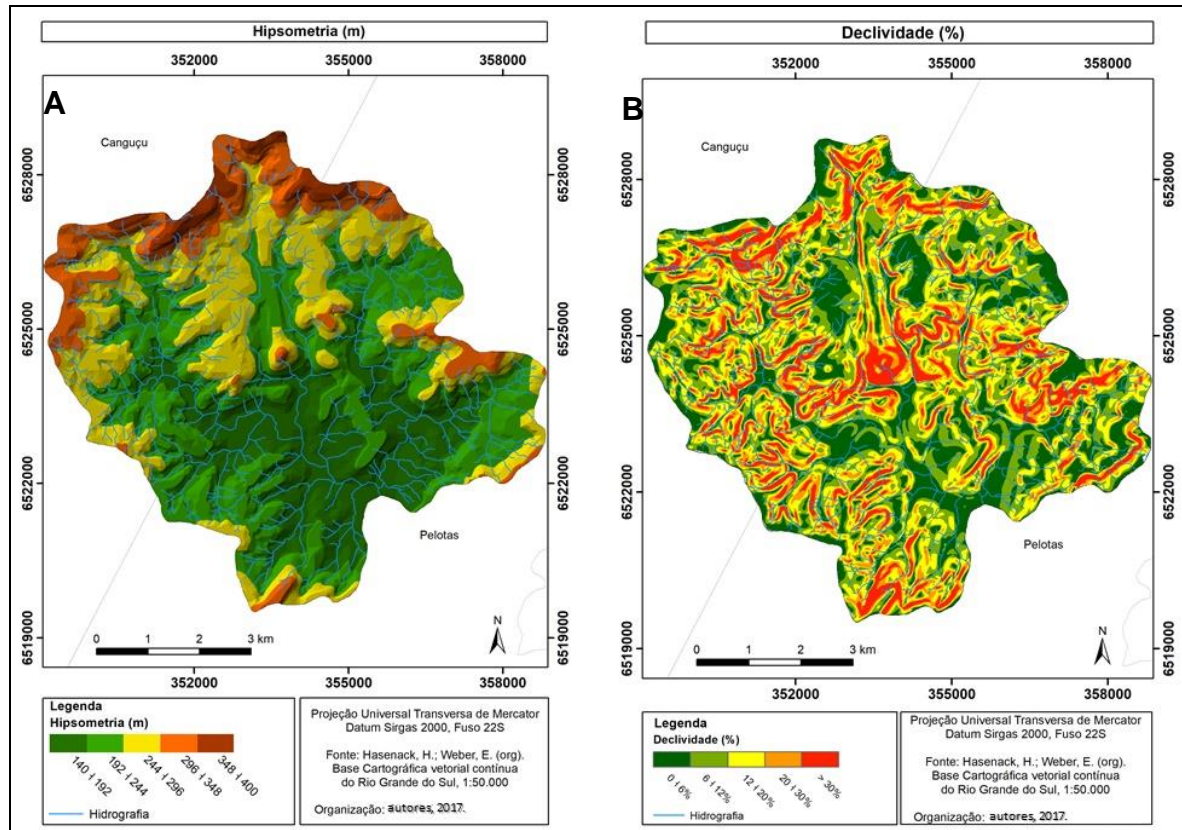 Hipsometria (m)
352000 355000 358000
A
Canguçu
6528000
6528000
6525000
6525000
6522000
6522000
Pelotas
6519000
6519000
N
0 1 2 3 km
352000 355000 358000
Legenda
Hipsometria (m)
140 ı 192
192 ı 244
244 ı 296
296 ı 348
348 ı 400
Hidrografia
Projeção Universal Transversa de Mercator
Datum Sirgas 2000, Fuso 22S
Fonte: Hasenack, H.; Weber, E. (org).
Base Cartográfica vetorial contínua
do Rio Grande do Sul, 1:50.000
Organização: autores, 2017.
Declividade (%)
352000 355000 358000
B
Canguçu
6528000
6528000
6525000
6525000
6522000
6522000
Pelotas
6519000
6519000
N
0 1 2 3 km
352000 355000 358000
Legenda
Declividade (%)
0 ı 6%
6 ı 12%
12 ı 20%
20 ı 30%
> 30%
Hidrografia
Projeção Universal Transversa de Mercator
Datum Sirgas 2000, Fuso 22S
Fonte: Hasenack, H.; Weber, E. (org).
Base Cartográfica vetorial contínua
do Rio Grande do Sul, 1:50.000
Organização: autores, 2017.